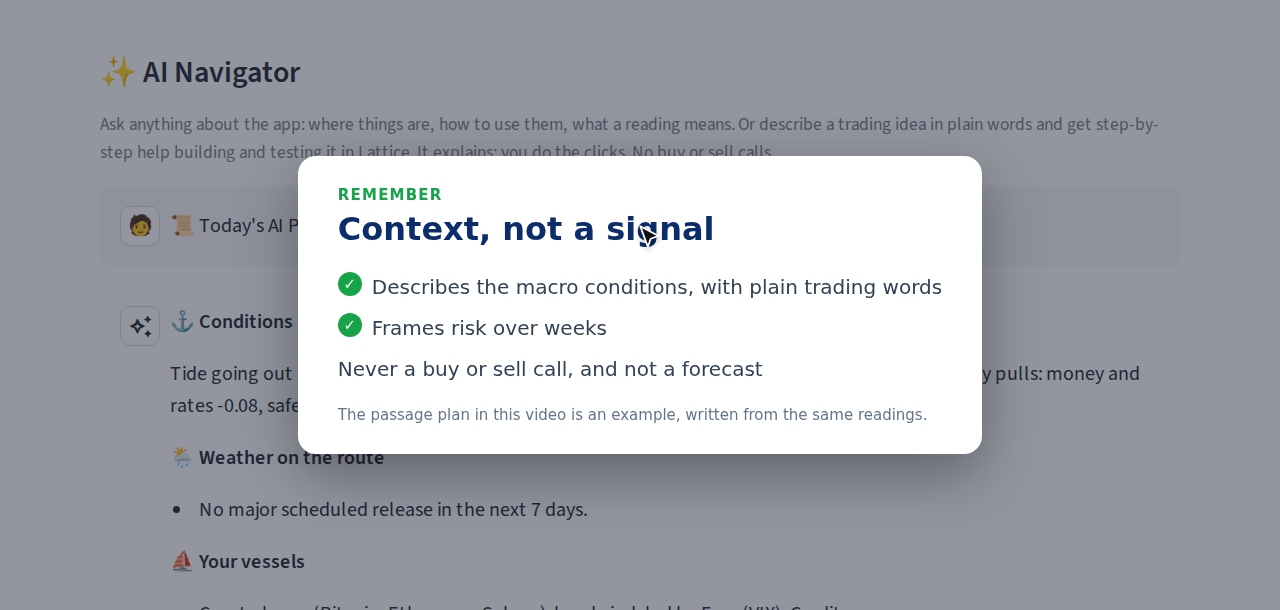 ✨ AI Navigator
Ask anything about the app: where things are, how to use them, what a reading means. Or describe a trading idea in plain words and get step-by-
step help building and testing it in Lattice. It explains; you do the clicks. No buy or sell calls.
📜 Today's AI P
REMEMBER
Context, not a signal
✓ Describes the macro conditions, with plain trading words
✓ Frames risk over weeks
Never a buy or sell call, and not a forecast
The passage plan in this video is an example, written from the same readings.
⚓ Conditions
Tide going out
y pulls: money and
rates -0.08, safe
🌦️ Weather on the route
• No major scheduled release in the next 7 days.
⛵ Your vessels